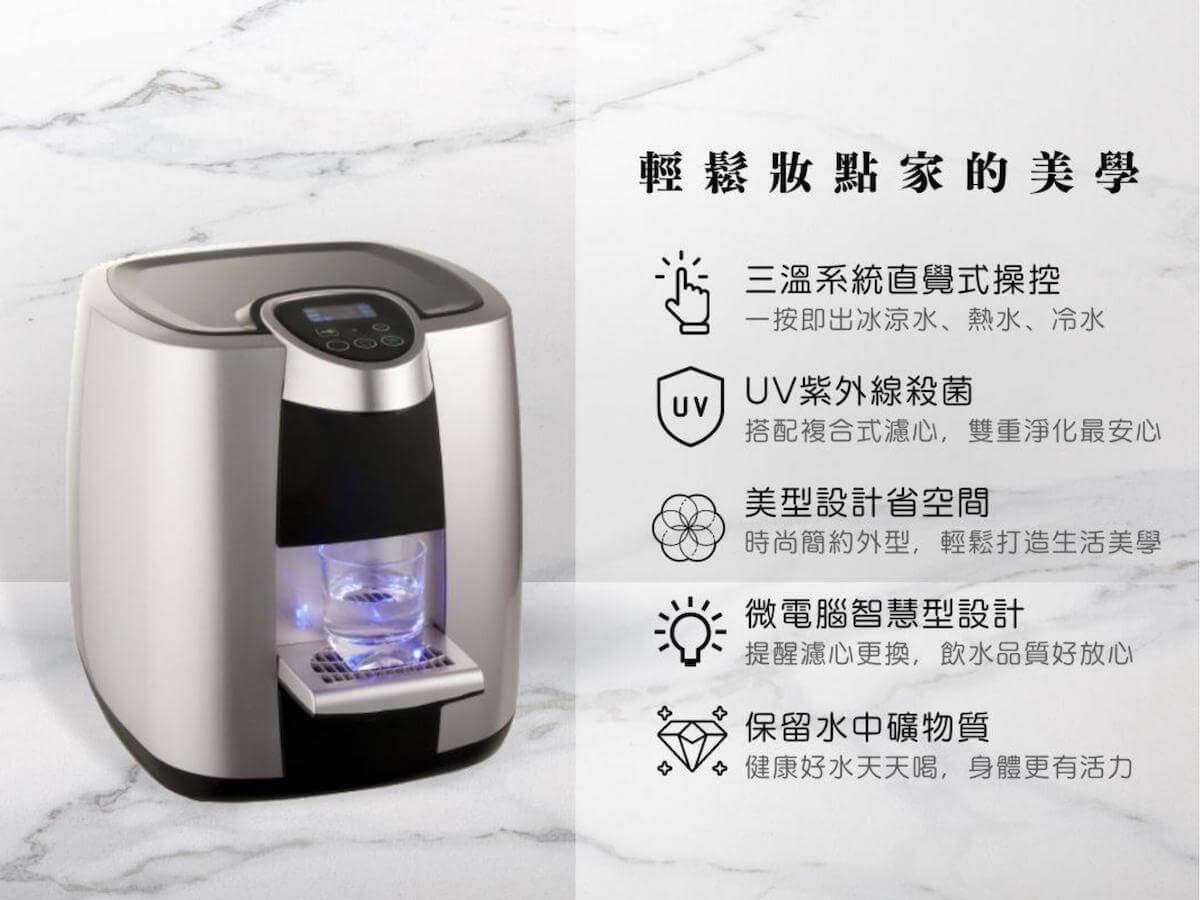 輕鬆妝點家的美學
三溫系統直覺式操控
一按即出冰涼水、熱水、冷水
UV
UV紫外線殺菌
搭配複合式濾心, 雙重淨化最安心
美型設計省空間
時尚簡約外型, 輕鬆打造生活美學
微電腦智慧型設計
提醒濾心更換, 飲水品質好放心
保留水中礦物質
健康好水天天喝, 身體更有活力